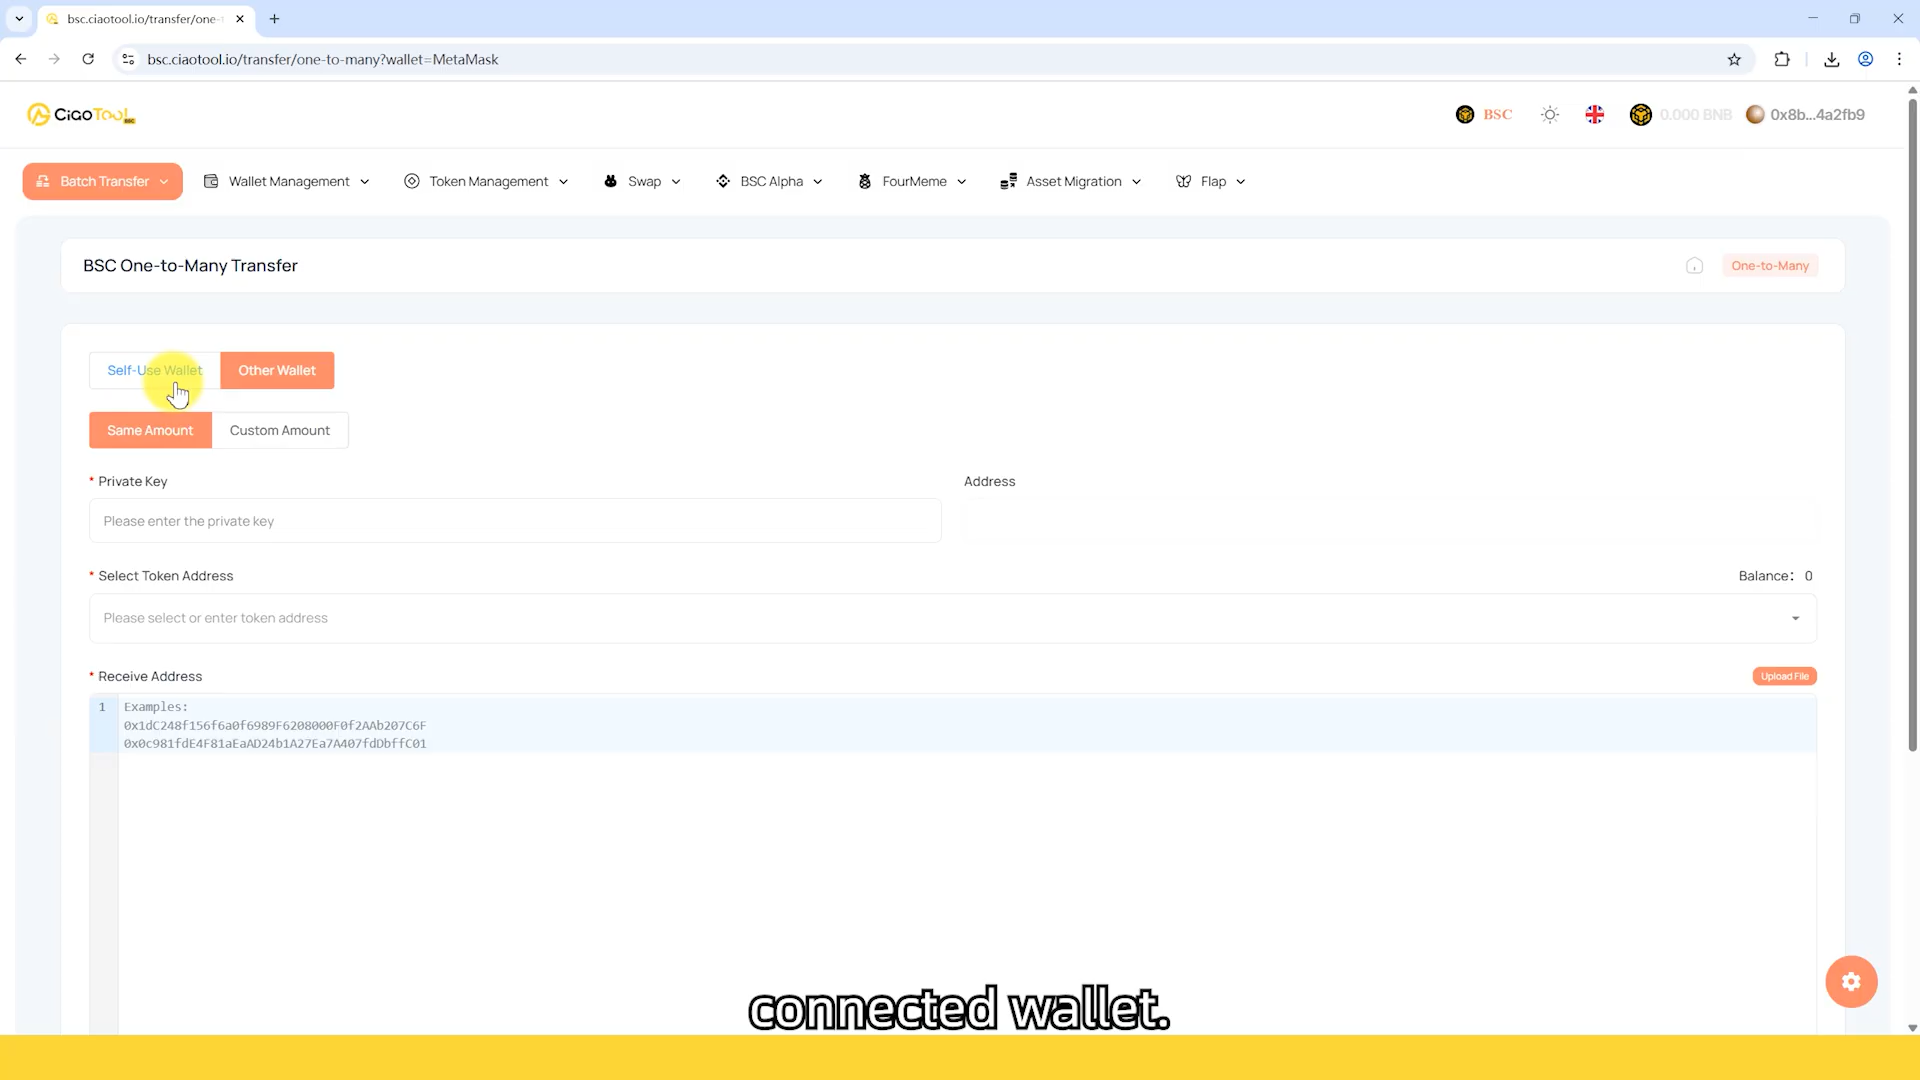 bsc.ciaotool.io/transfer/one-
bsc.ciaotool.io/transfer/one-to-many?wallet=MetaMask
CiaoTool BSC
BSC
0.000 BNB
0x8b...4a2fb9
Batch Transfer
Wallet Management
Token Management
Swap
BSC Alpha
FourMeme
Asset Migration
Flap
BSC One-to-Many Transfer
One-to-Many
Self-Use Wallet
Other Wallet
Same Amount
Custom Amount
* Private Key
Address
Please enter the private key
* Select Token Address
Balance: 0
Please select or enter token address
* Receive Address
Upload File
1
Examples:
0x1dC248f156f6a0f6989F6208000F0f2AAb207C6F
0x0c981fdE4F81aEaAD24b1A27Ea7A407fdDbffC01
connected wallet.